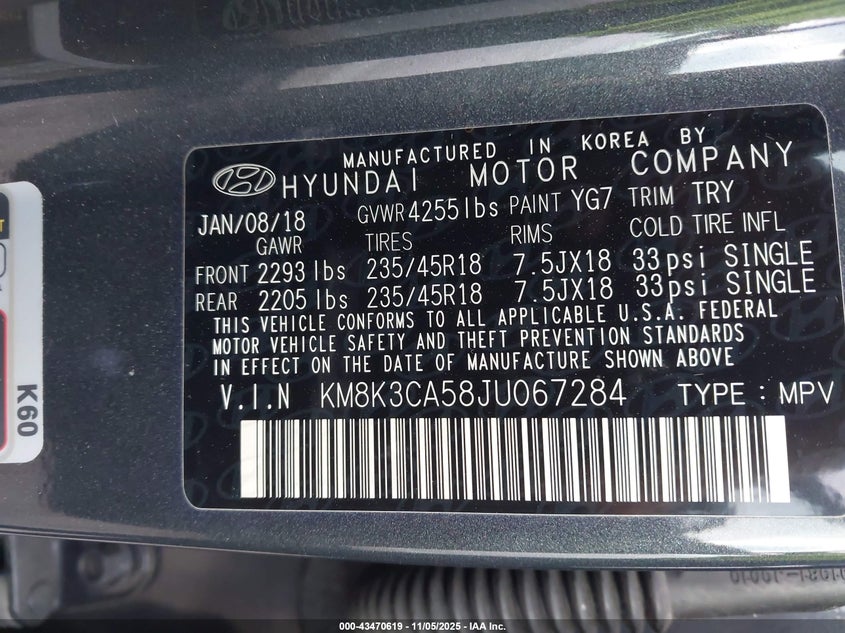 MANUFACTURED IN KOREA BY
HYUNDAI MOTOR COMPANY
JAN/08/18 GVWR 4255lbs PAINT YG7 TRIM TRY
GAWR TIRES RIMS COLD TIRE INFL
FRONT 2293 lbs 235/45R18 7.5JX18 33psi SINGLE
REAR 2205 lbs 235/45R18 7.5JX18 33psi SINGLE
THIS VEHICLE CONFORMS TO ALL APPLICABLE U.S.A. FEDERAL
MOTOR VEHICLE SAFETY AND THEFT PREVENTION STANDARDS
IN EFFECT ON THE DATE OF MANUFACTURE SHOWN ABOVE
V.I.N KM8K3CA58JU067284 TYPE : MPV
K60
000-43470619 - 11/05/2025 - IAA Inc.